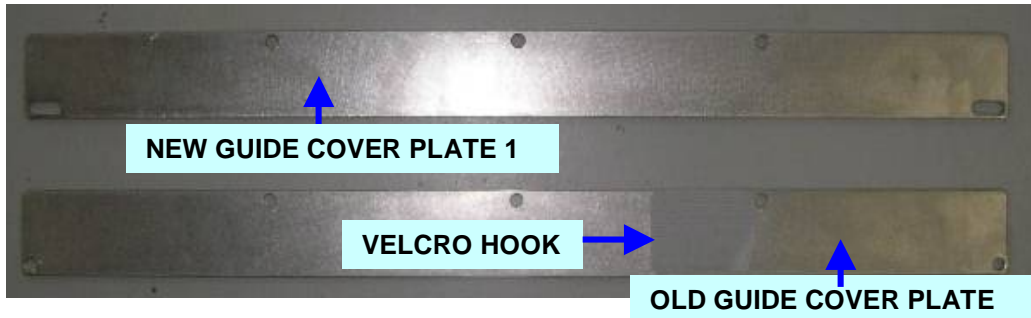 NEW GUIDE COVER PLATE 1
VELCRO HOOK
OLD GUIDE COVER PLATE